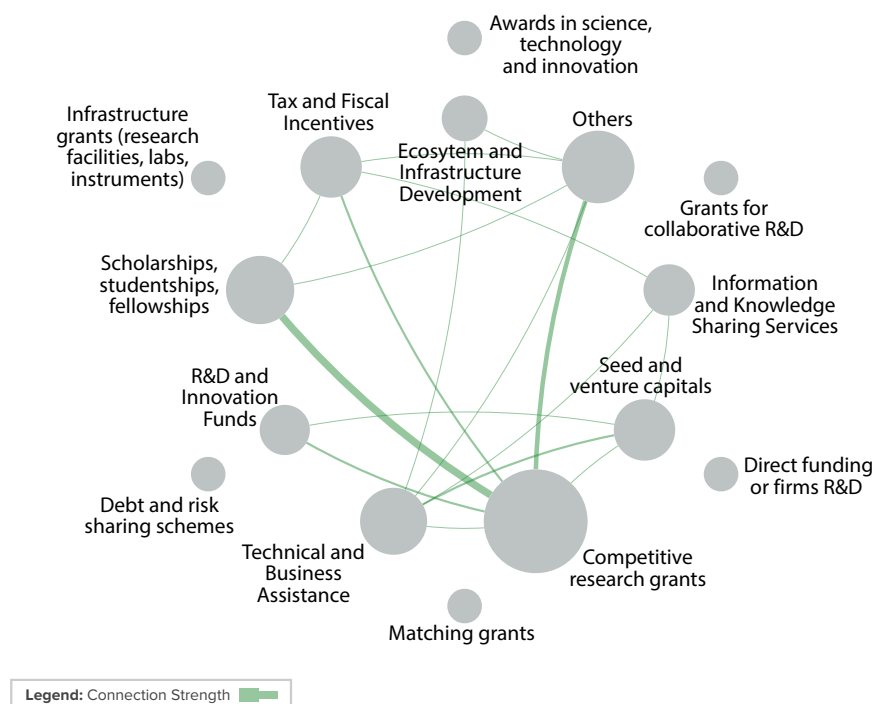 Awards in science,
technology
and innovation
Tax and Fiscal
Incentives
Others
Infrastructure
grants (research
facilities, labs,
instruments)
Ecosytem and
Infrastructure
Development
Grants for
collaborative R&D
Scholarships,
studentships,
fellowships
Information
and Knowledge
Sharing Services
R&D and
Innovation
Funds
Seed and
venture capitals
Debt and risk
sharing schemes
Direct funding
or firms R&D
Technical and
Business
Assistance
Competitive
research grants
Matching grants
Legend: Connection Strength